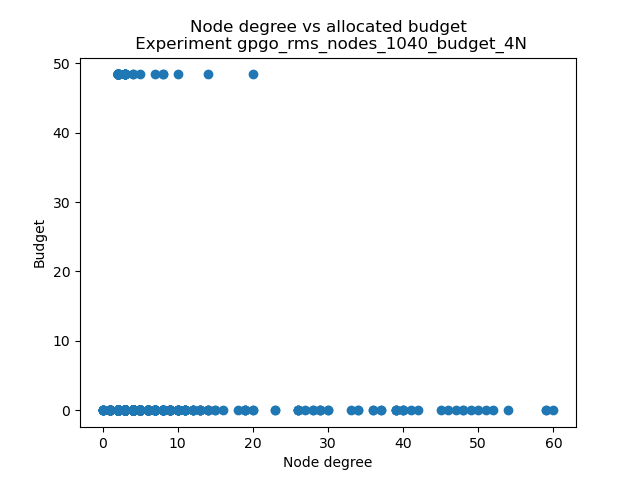 Node degree vs allocated budget
Experiment gpgo_rms_nodes_1040_budget_4N
50
40
30
20
10
0
Budget
0 10 20 30 40 50 60
Node degree